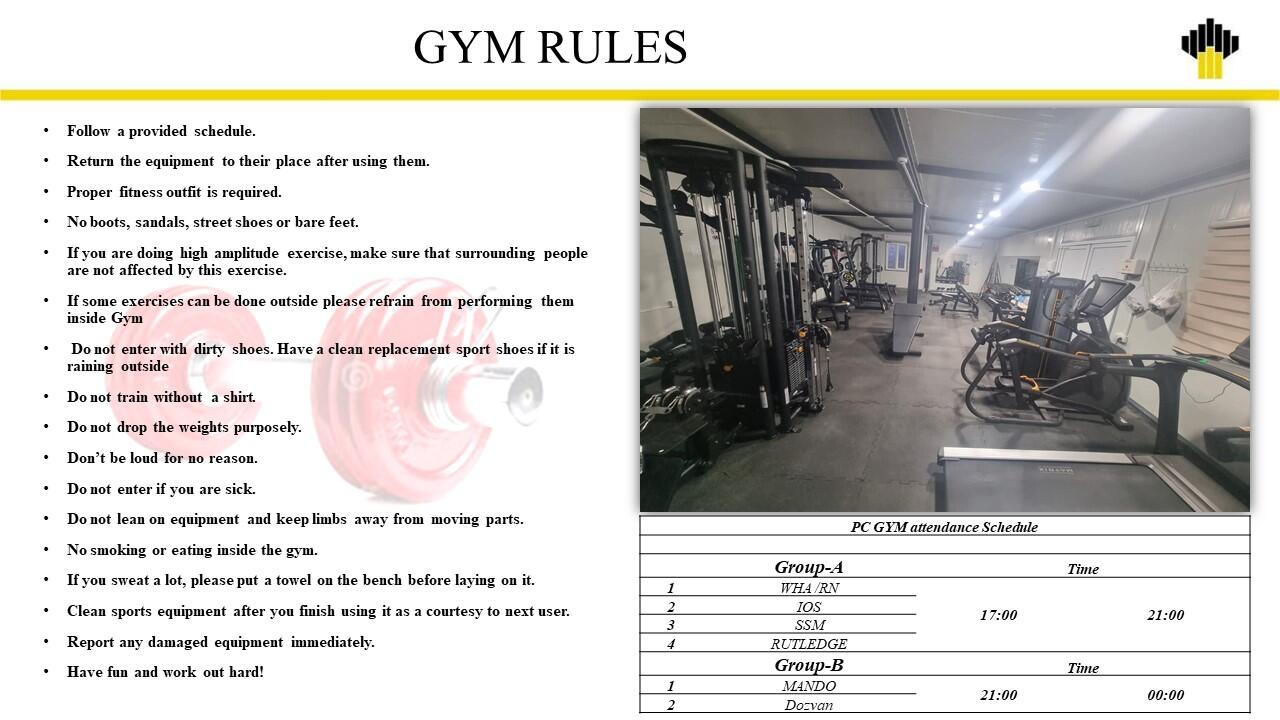 GYM RULES
• Follow a provided schedule.
• Return the equipment to their place after using them.
• Proper fitness outfit is required.
• No boots, sandals, street shoes or bare feet.
• If you are doing high amplitude exercise, make sure that surrounding people
are not affected by this exercise.
• If some exercises can be done outside please refrain from performing them
inside Gym
• Do not enter with dirty shoes. Have a clean replacement sport shoes if it is
raining outside
• Do not train without a shirt.
• Do not drop the weights purposely.
• Don’t be loud for no reason.
• Do not enter if you are sick.
• Do not lean on equipment and keep limbs away from moving parts.
• No smoking or eating inside the gym.
• If you sweat a lot, please put a towel on the bench before laying on it.
• Clean sports equipment after you finish using it as a courtesy to next user.
• Report any damaged equipment immediately.
• Have fun and work out hard!
PC GYM attendance Schedule
Group-A Time
1 WHA /RN
2 IOS
3 SSM
4 RUTLEDGE
17:00 21:00
Group-B Time
1 MANDO
2 Dozvan
21:00 00:00